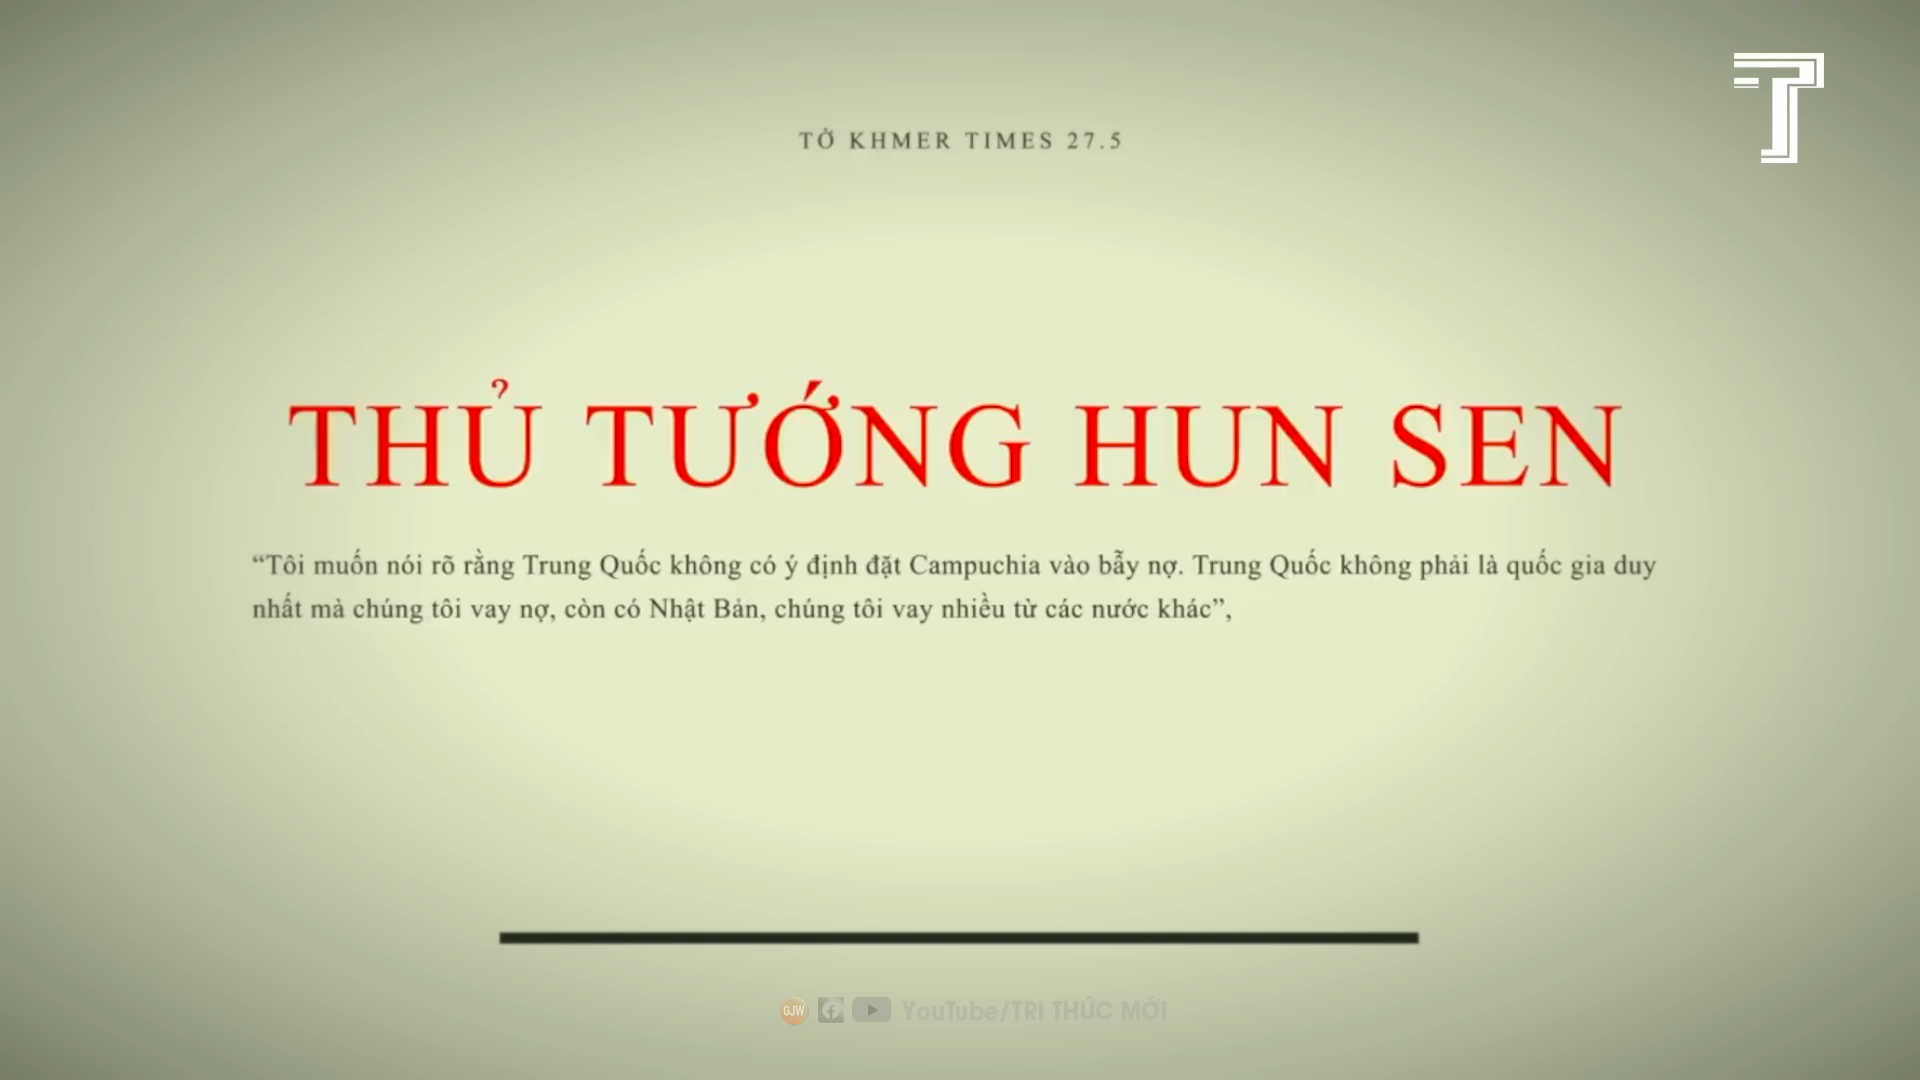 TỜ KHMER TIMES 27.5
THỦ TƯỚNG HUN SEN
“Tôi muốn nói rõ rằng Trung Quốc không có ý định đặt Campuchia vào bẫy nợ. Trung Quốc không phải là quốc gia duy
nhất mà chúng tôi vay nợ, còn có Nhật Bản, chúng tôi vay nhiều từ các nước khác”,
GJW YouTube/TRI THỨC MỚI